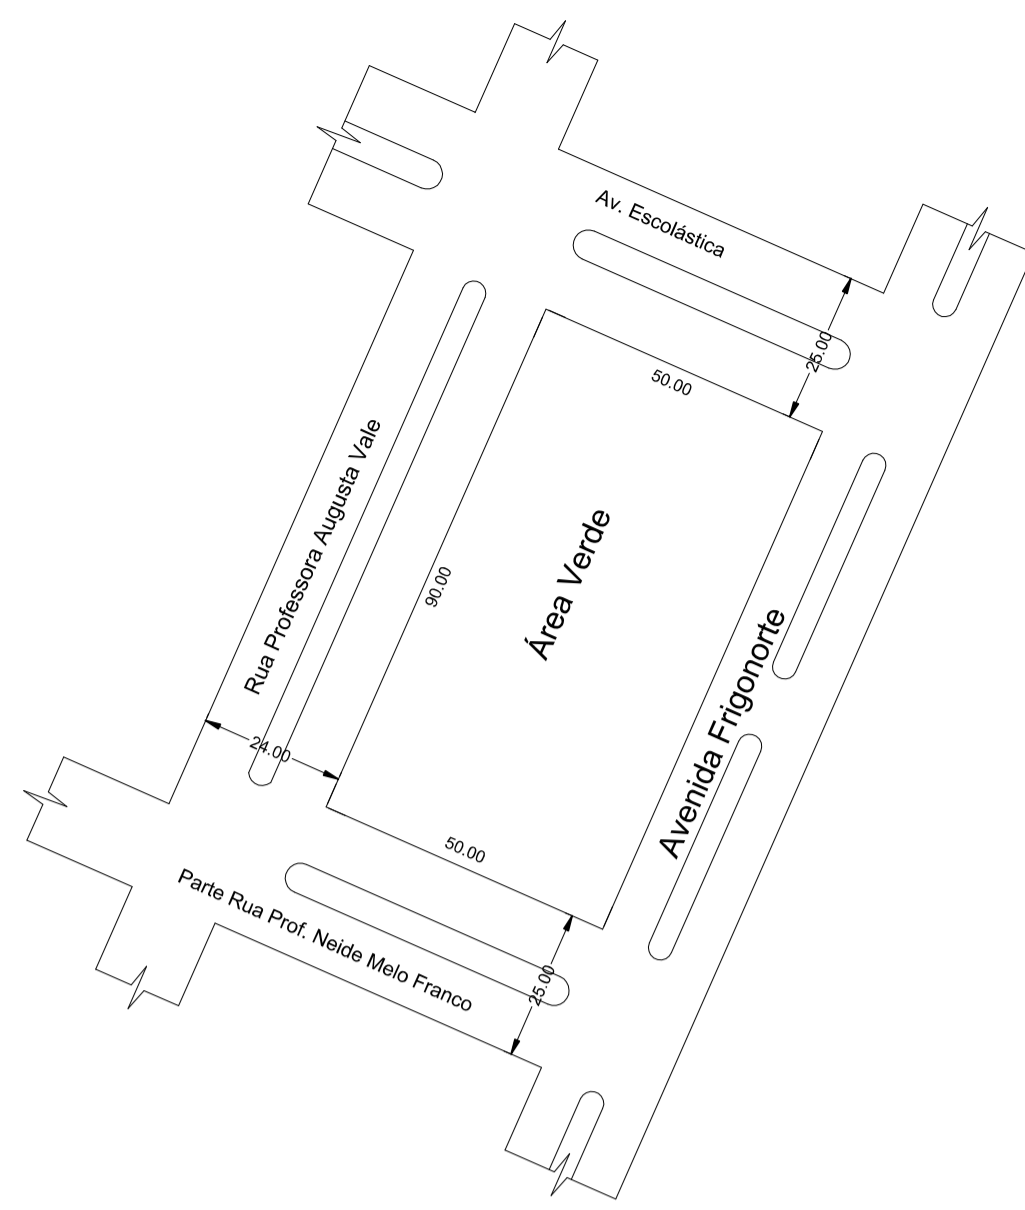 Av. Escolástica
25.00
50.00
Rua Professora Augusta Vale
90.00
Área Verde
Avenida Frigonorte
24.00
50.00
Parte Rua Prof. Neide Melo Franco
25.00